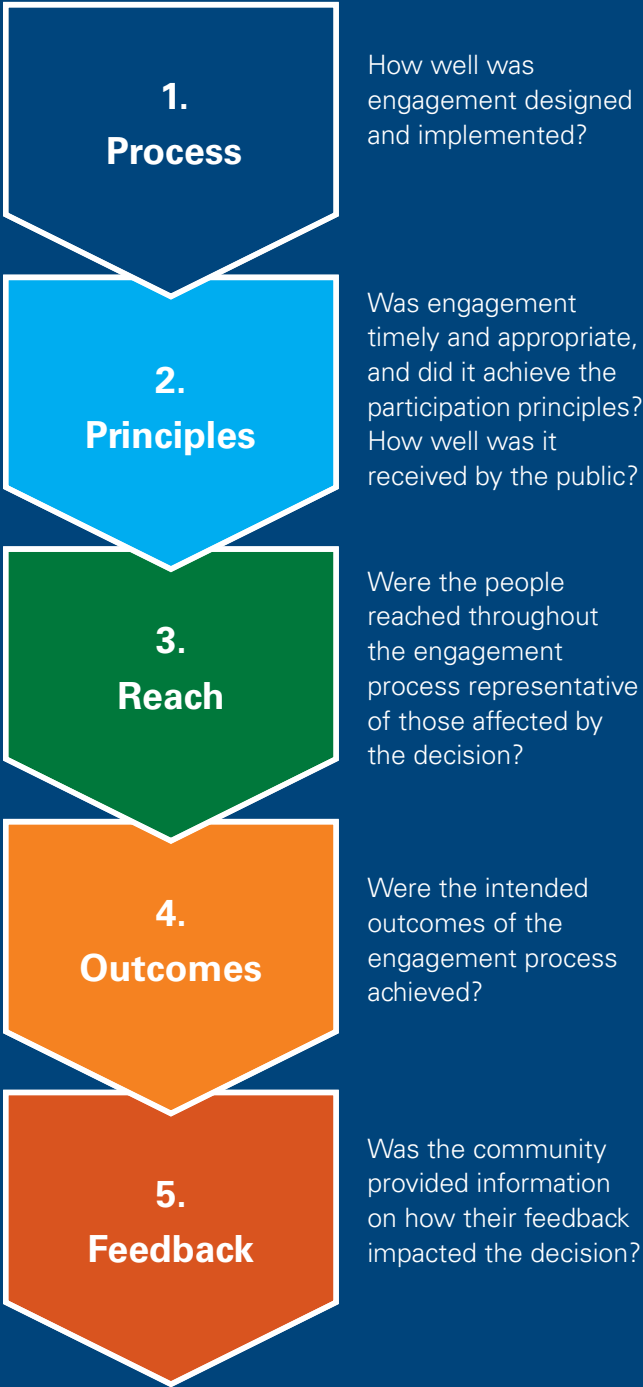 1.
Process
How well was
engagement designed
and implemented?
2.
Principles
Was engagement
timely and appropriate,
and did it achieve the
participation principles?
How well was it
received by the public?
3.
Reach
Were the people
reached throughout
the engagement
process representative
of those affected by
the decision?
4.
Outcomes
Were the intended
outcomes of the
engagement process
achieved?
5.
Feedback
Was the community
provided information
on how their feedback
impacted the decision?